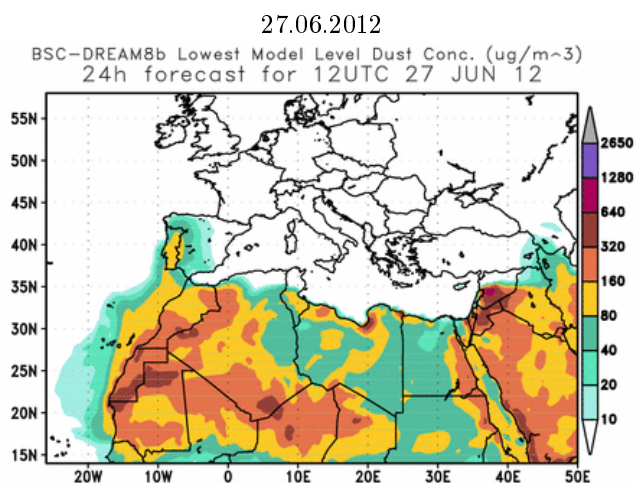 27.06.2012
BSC-DREAM8b Lowest Model Level Dust Conc. (ug/m^3)
24h forecast for 12UTC 27 JUN 12
55N
50N
45N
40N
35N
30N
25N
20N
15N
20W 10W 0 10E 20E 30E 40E 50E
2650
1280
640
320
160
80
40
20
10